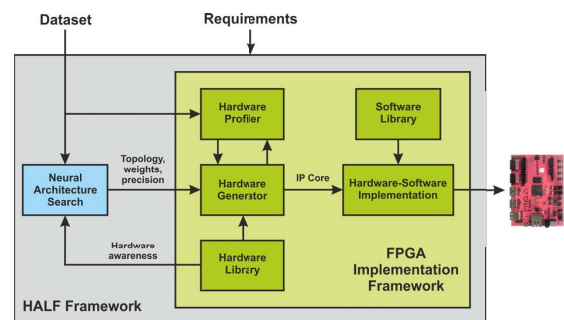 Dataset
Requirements
Hardware
Profiler
Software
Library
Topology,
weights,
precision
Neural
Architecture
Search
Hardware
Generator
IP Core
Hardware-Software
Implementation
Hardware
awareness
Hardware
Library
FPGA
Implementation
Framework
HALF Framework